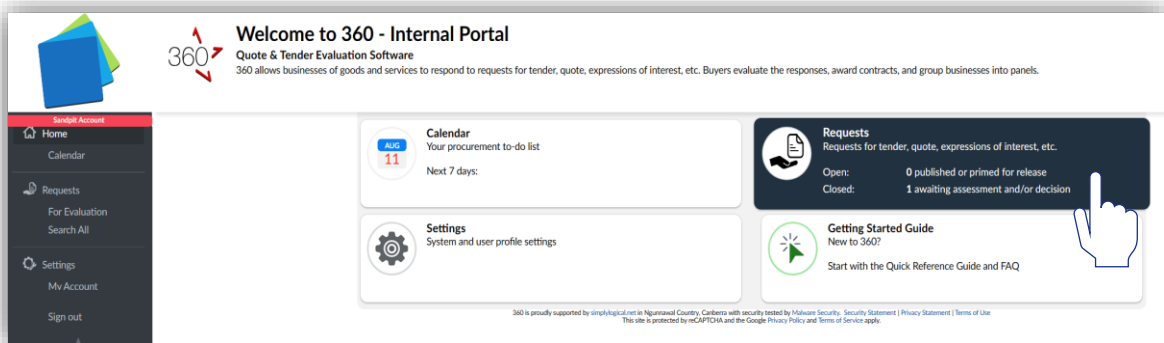 360
Welcome to 360 - Internal Portal
Quote & Tender Evaluation Software
360 allows businesses of goods and services to respond to requests for tender, quote, expressions of interest, etc. Buyers evaluate the responses, award contracts, and group businesses into panels.
Sandpit Account
Home
Calendar
Requests
For Evaluation
Search All
Settings
My Account
Sign out
AUG
11
Calendar
Your procurement to-do list
Next 7 days:
Requests
Requests for tender, quote, expressions of interest, etc.
Open: 0 published or primed for release
Closed: 1 awaiting assessment and/or decision
Settings
System and user profile settings
Getting Started Guide
New to 360?
Start with the Quick Reference Guide and FAQ
360 is proudly supported by simplylogical.net in Ngunnawal Country, Canberra with security tested by Malware Security. Security Statement | Privacy Statement | Terms of Use
This site is protected by reCAPTCHA and the Google Privacy Policy and Terms of Service apply.